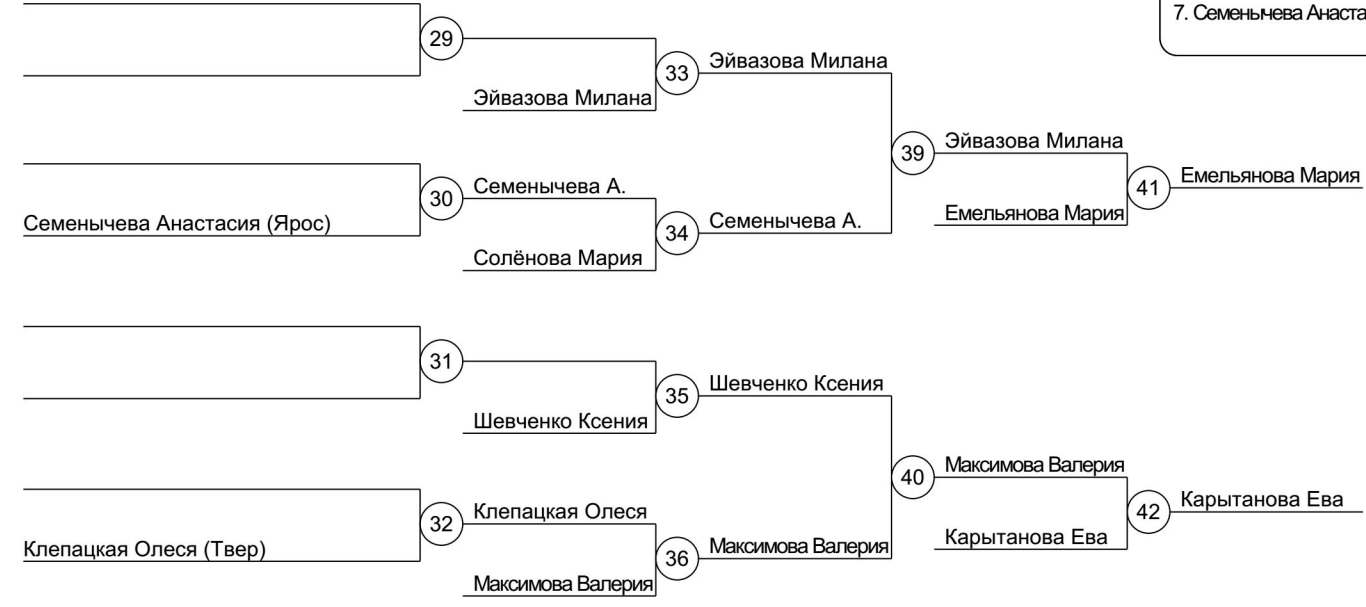 7. Семенычева Анаста
29
Эйвазова Милана
33
Эйвазова Милана
Семенычева Анастасия (Ярос)
30
Семенычева А.
Солёнова Мария
34
Семенычева А.
39
Эйвазова Милана
Емельянова Мария
41
Емельянова Мария
31
Шевченко Ксения
35
Шевченко Ксения
Клепацкая Олеся (Твер)
32
Клепацкая Олеся
Максимова Валерия
36
Максимова Валерия
40
Максимова Валерия
Карытанова Ева
42
Карытанова Ева